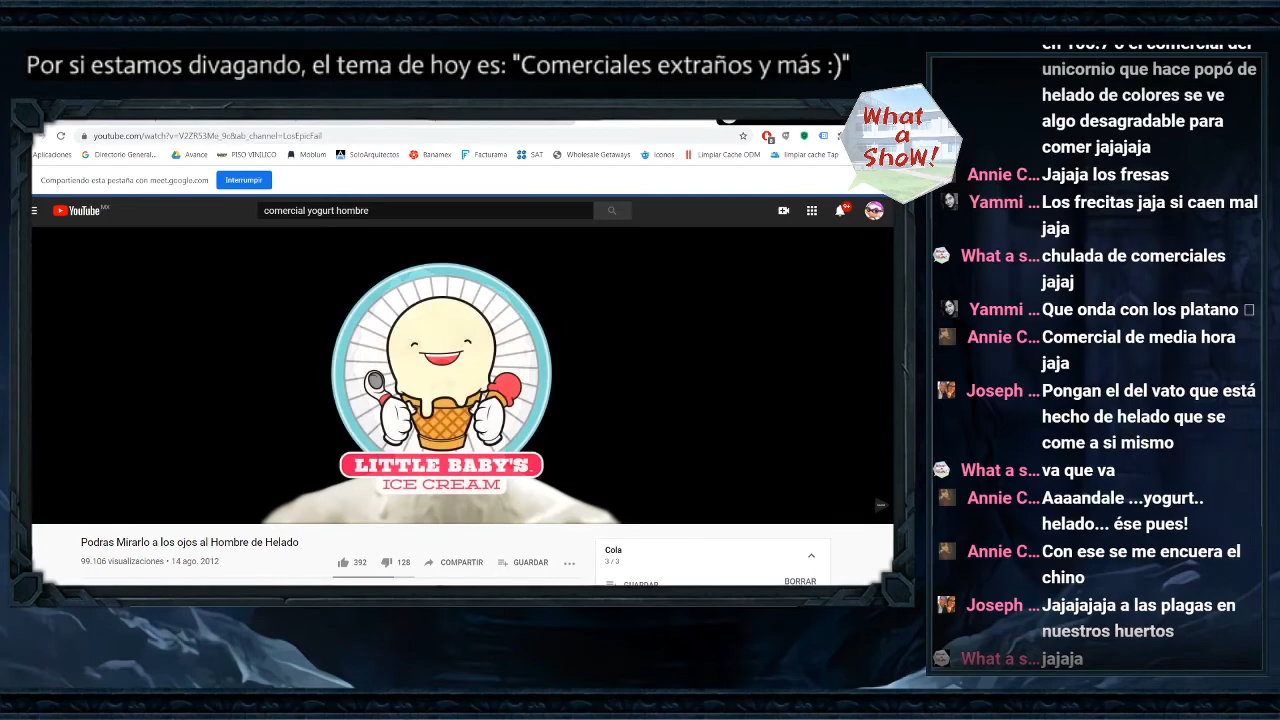 Por si estamos divagando, el tema de hoy es: "Comerciales extraños y más :)"
What
a
ShoW!
youtube.com/watch?v=V2ZR53Me_9c&ab_channel=LosEpicFail
Aplicaciones Directorio General... Avance PISO VINILICO Mobium SoloArquitectos Banamex Facturama SAT Wholesale Getaways Iconos Limpiar Cache ODM limpiar cache Tap
Compartiendo esta pestaña con meet.google.com Interrumpir
YouTube MX comercial yogurt hombre 9+
LITTLE BABY'S
ICE CREAM
Podras Mirarlo a los ojos al Hombre de Helado
99.106 visualizaciones • 14 ago. 2012
392 128 COMPARTIR GUARDAR ...
Cola
3 / 3
GUARDAR BORRAR
unicornio que hace popó de
helado de colores se ve
algo desagradable para
comer jajajaja
Annie C... Jajaja los fresas
Yammi ... Los frecitas jaja si caen mal
jaja
What a s... chulada de comerciales
jajaj
Yammi ... Que onda con los platano
Annie C... Comercial de media hora
jaja
Joseph ... Pongan el del vato que está
hecho de helado que se
come a si mismo
What a s... va que va
Annie C... Aaaandale ...yogurt..
helado... ése pues!
Annie C... Con ese se me encuera el
chino
Joseph ... Jajajajaja a las plagas en
nuestros huertos
What a s... jajaja